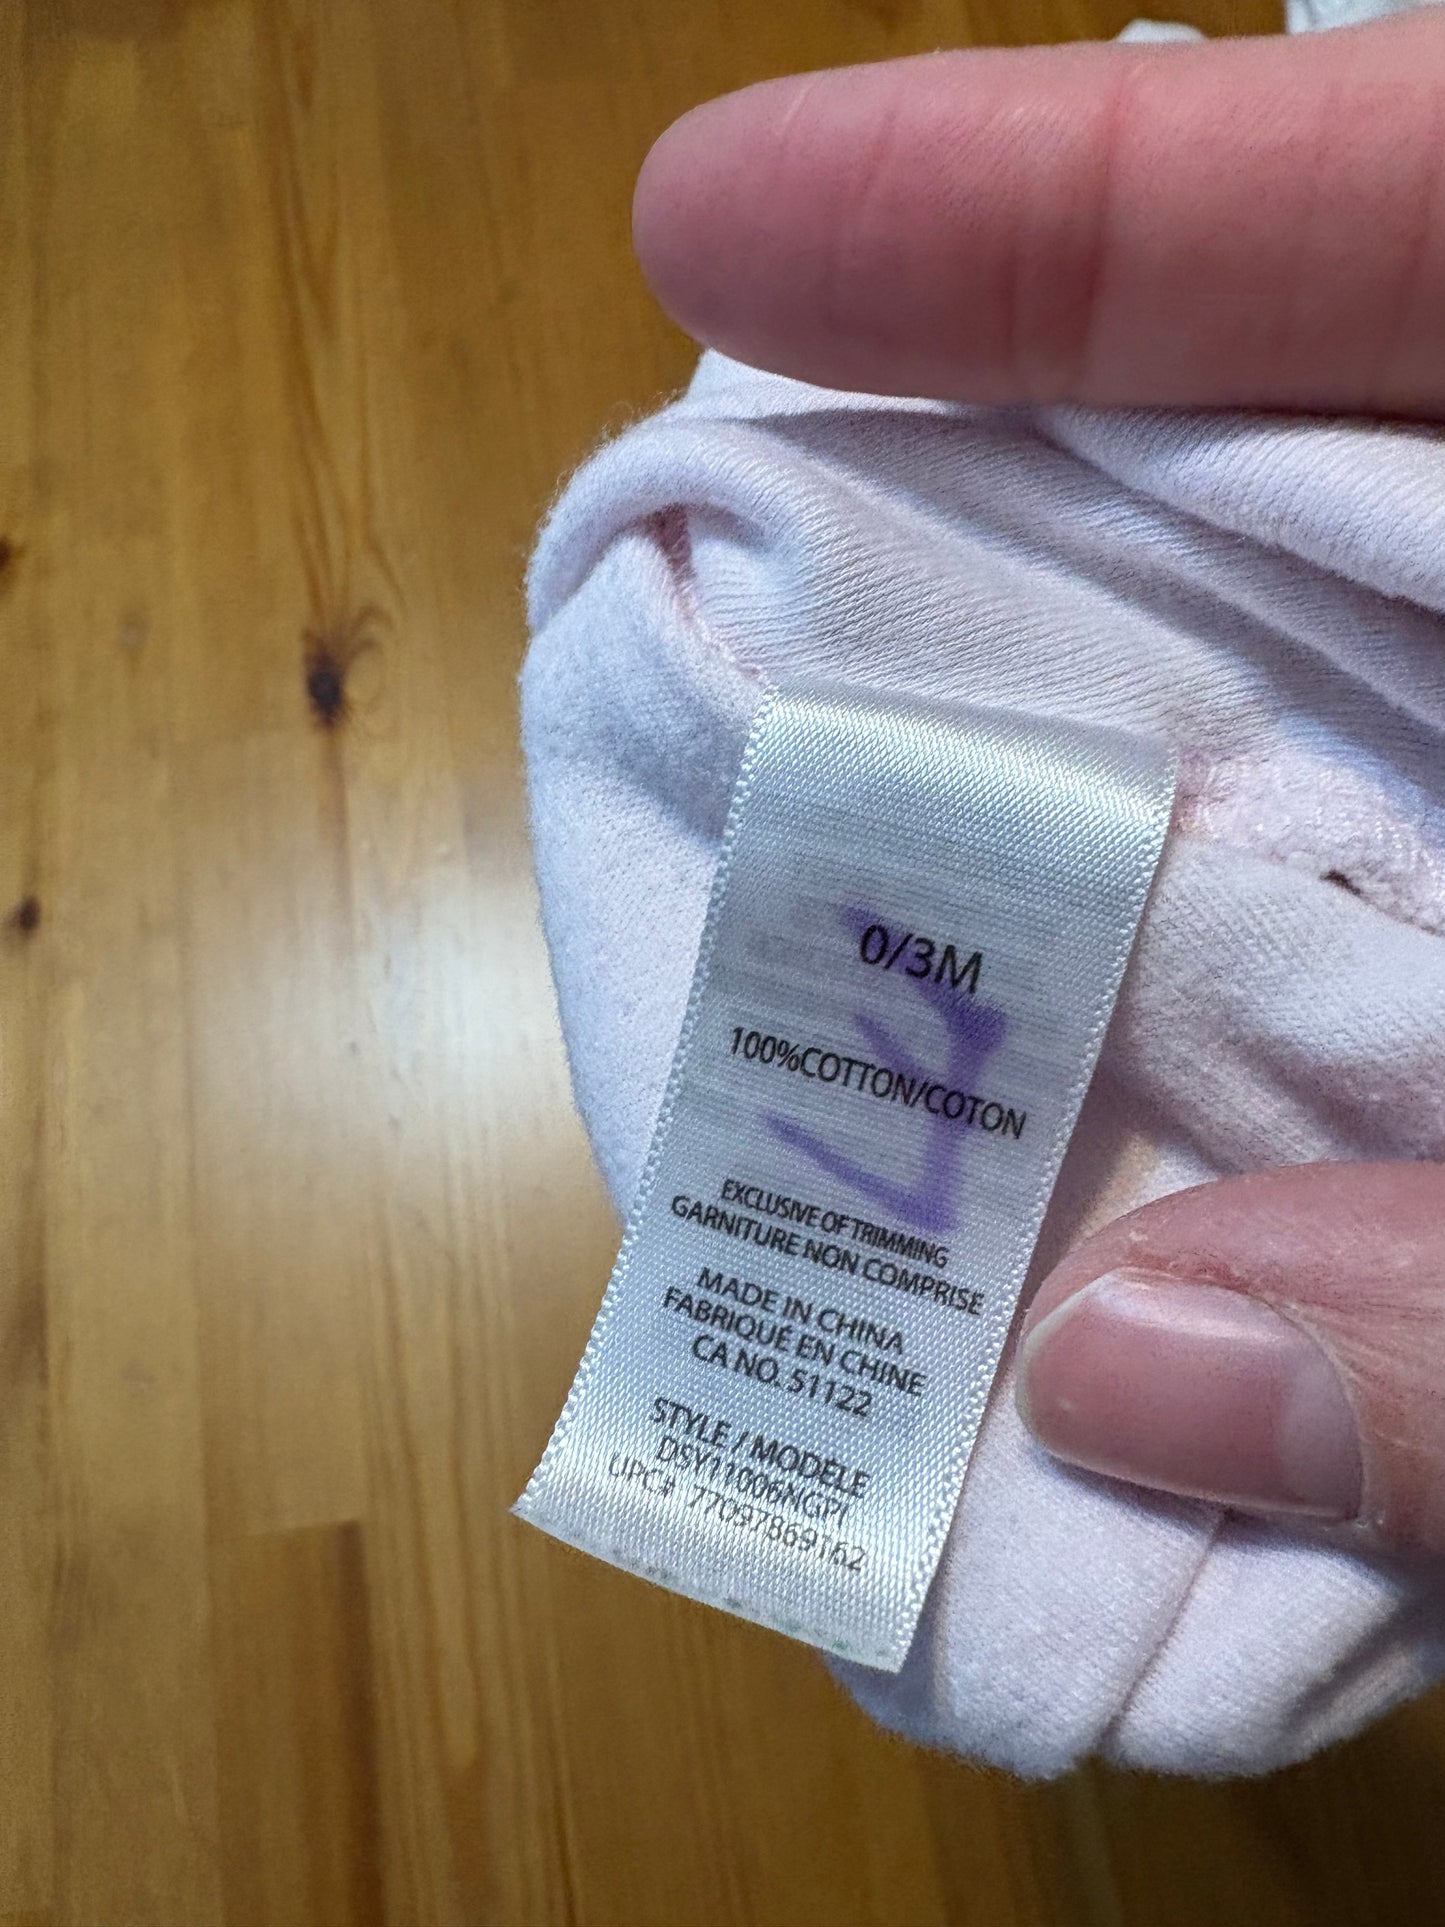 0/3M
100%COTTON/COTON
EXCLUSIVE OF TRIMMING
GARNITURE NON COMPRISE
MADE IN CHINA
FABRIQUÉ EN CHINE
CA NO. 51122
STYLE / MODÈLE
DSY11006NGPI
UPC# 77097869162